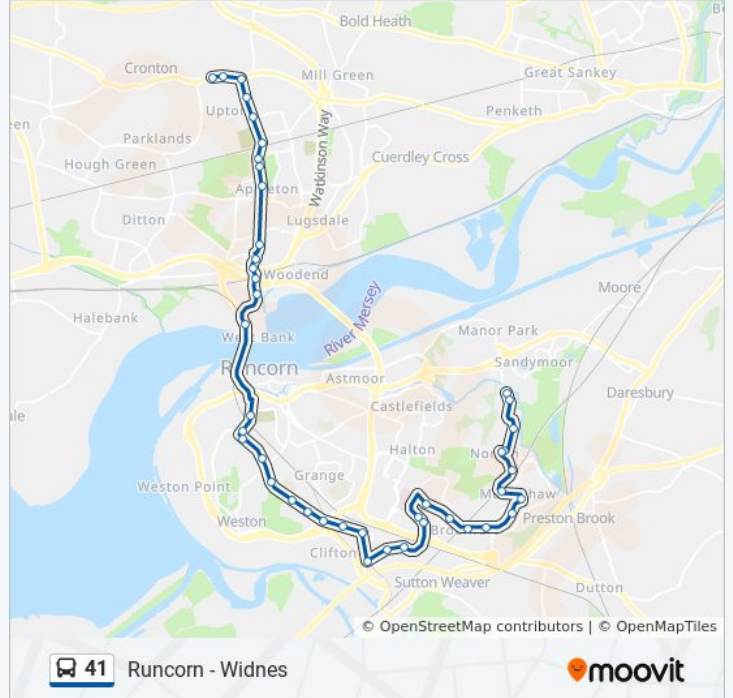 Bold Heath
Cronton
Mill Green
Great Sankey
Upton
Penketh
Parklands
Watkinson Way
Cuerdley Cross
Hough Green
Appleton
Ditton
Lugsdale
Woodend
Moore
Halebank
River Mersey
West Bank
Manor Park
Sandymoor
Runcorn
Astmoor
Daresbury
Castlefields
Halton
Grange
Weston Point
Weston
Preston Brook
Clifton
Sutton Weaver
Dutton
© OpenStreetMap contributors | © OpenMapTiles
41 Runcorn - Widnes
moovit